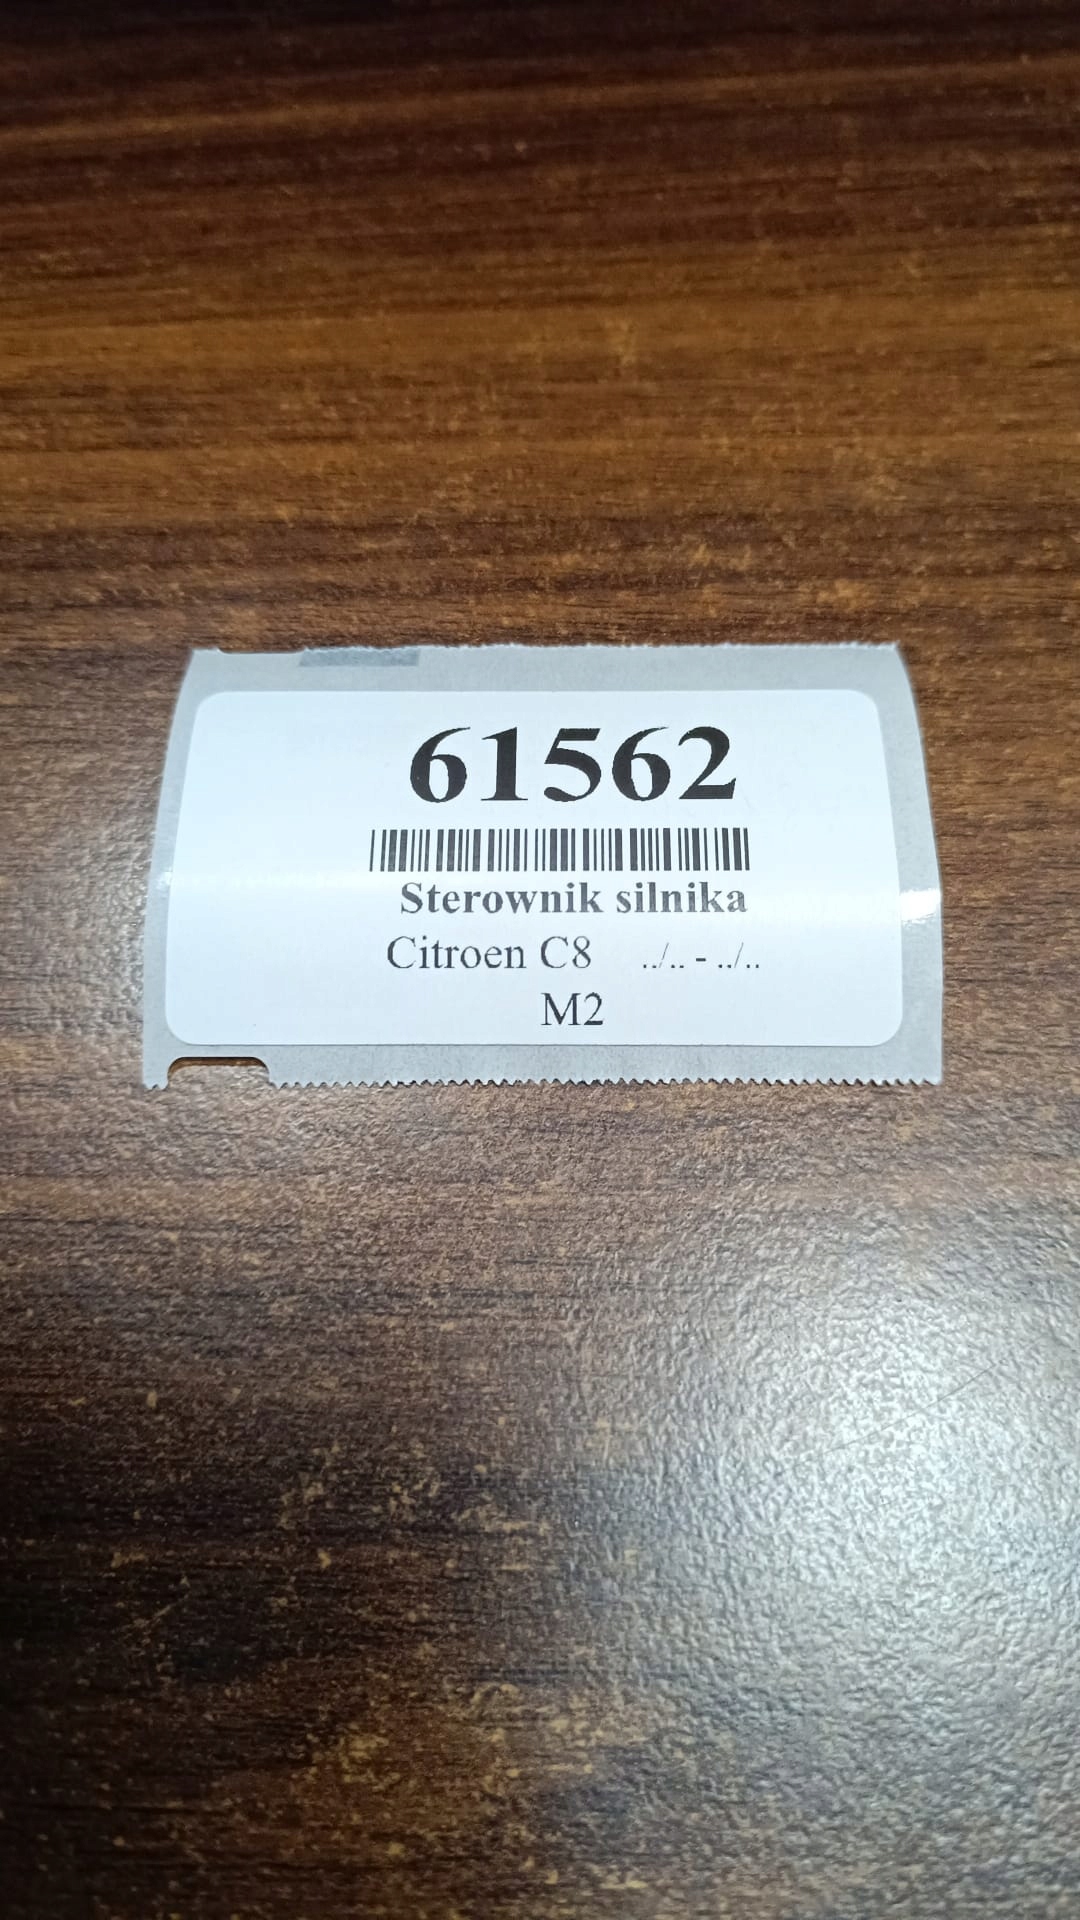 61562
Sterownik silnika
Citroen C8 ../.. - ../..
M2